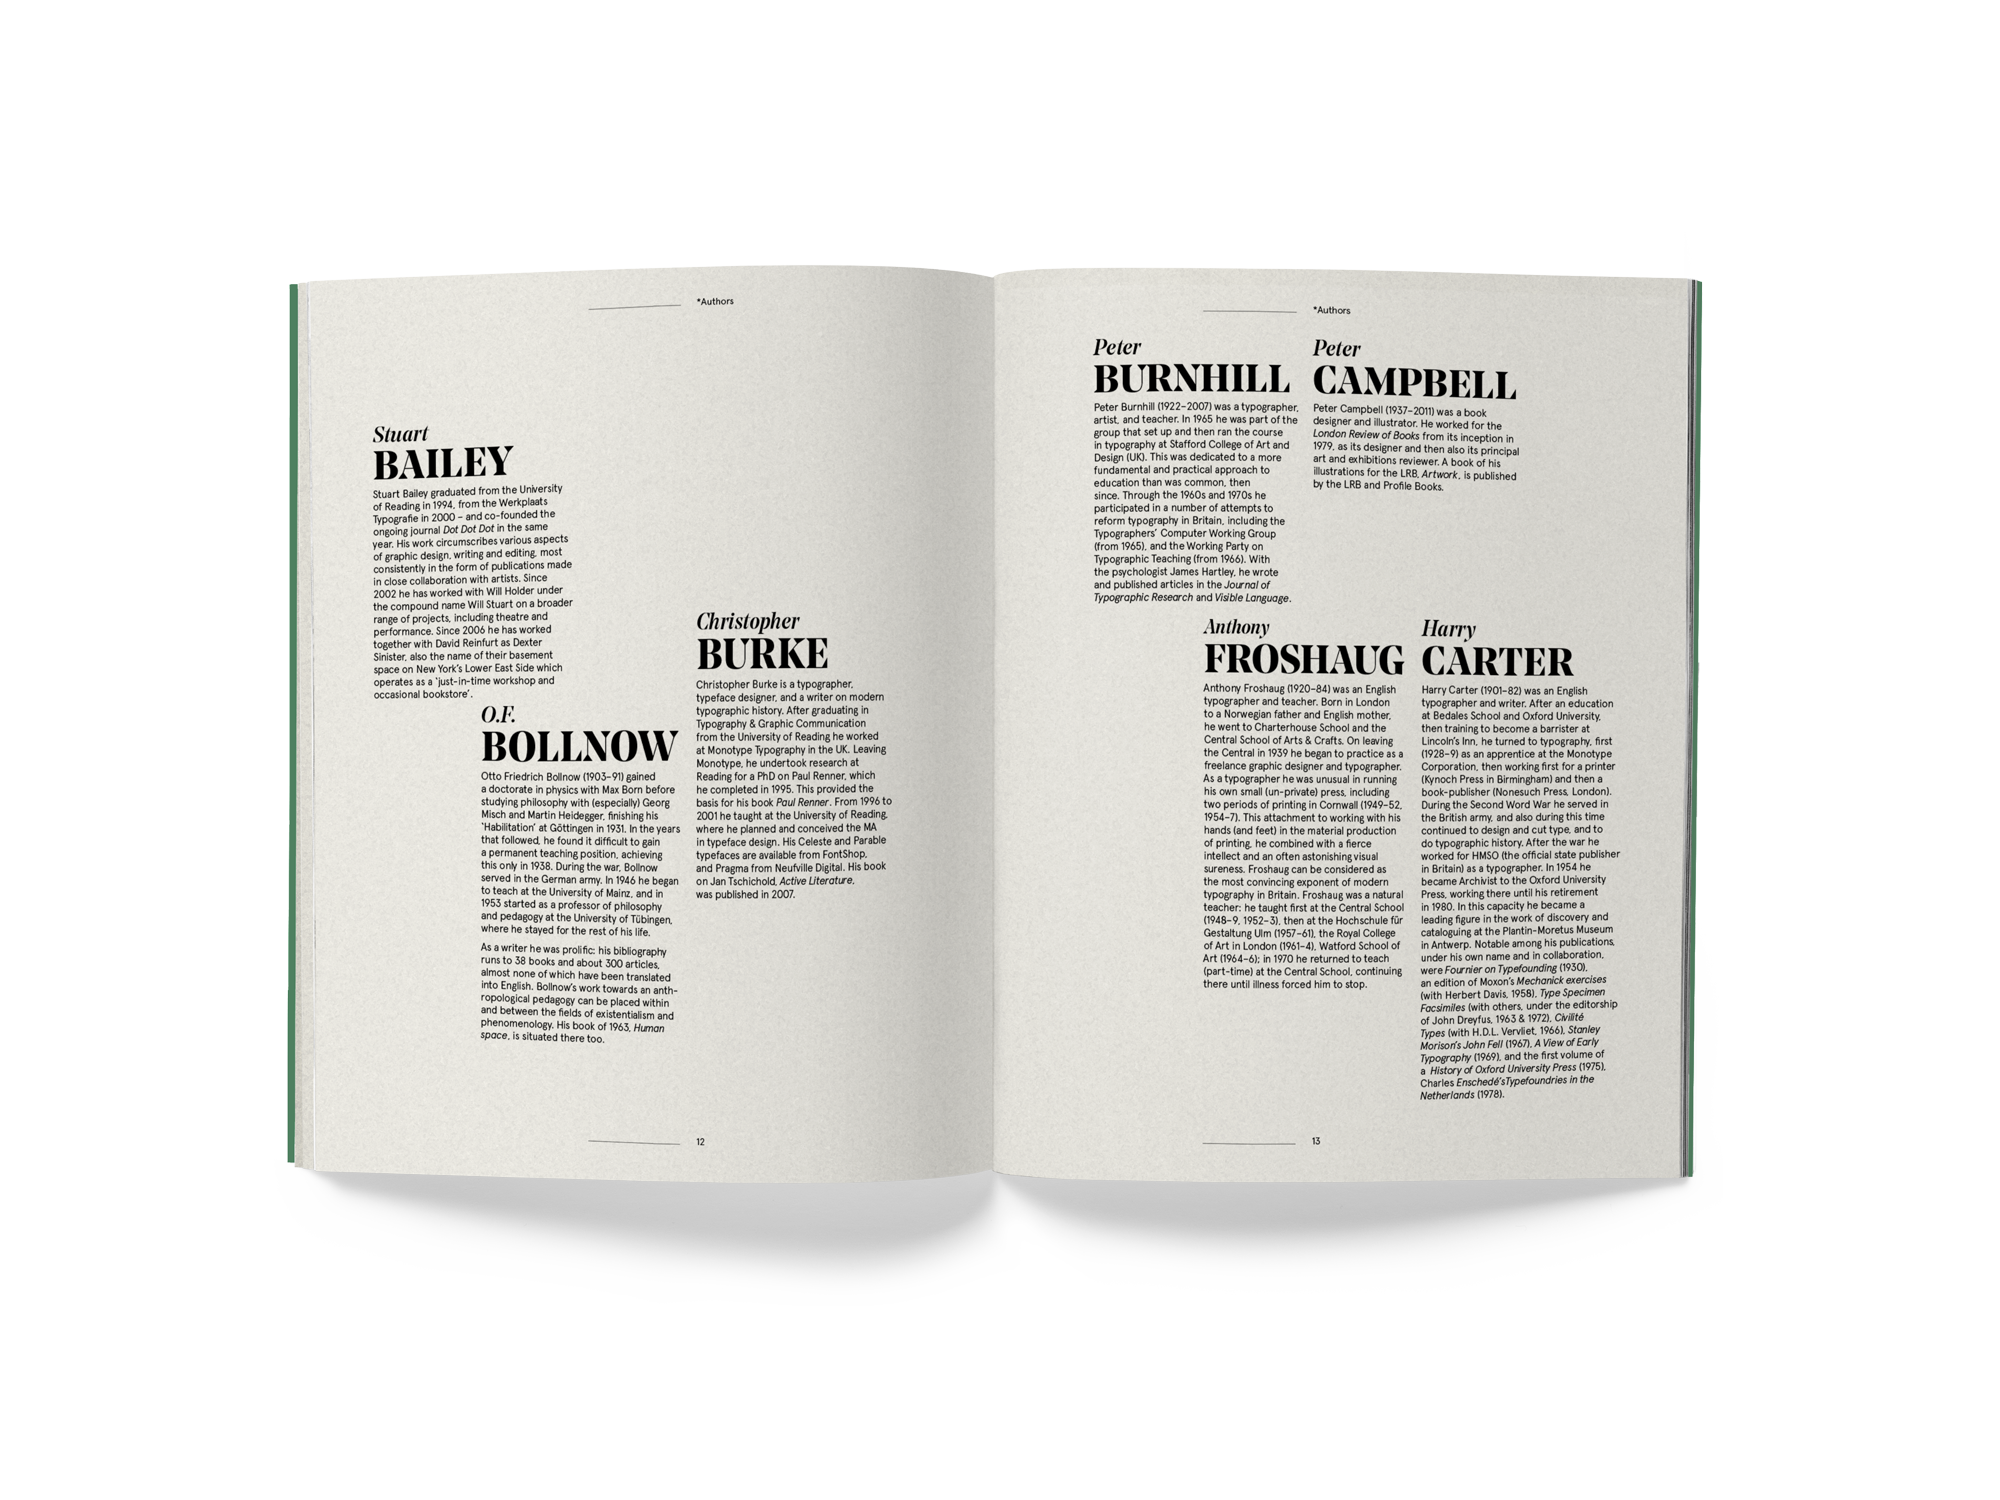 *Authors
Stuart
BAILEY
Stuart Bailey graduated from the University
of Reading in 1994, from the Werkplaats
Typografie in 2000 – and co-founded the
ongoing journal Dot Dot Dot in the same
year. His work circumscribes various aspects
of graphic design, writing and editing, most
consistently in the form of publications made
in close collaboration with artists. Since
2002 he has worked with Will Holder under
the compound name Will Stuart on a broader
range of projects, including theatre and
performance. Since 2006 he has worked
together with David Reinfurt as Dexter
Sinister, also the name of their basement
space on New York's Lower East Side which
operates as a 'just-in-time workshop and
occasional bookstore'.
O.F.
BOLLNOW
Otto Friedrich Bollnow (1903–91) gained
a doctorate in physics with Max Born before
studying philosophy with (especially) Georg
Misch and Martin Heidegger, finishing his
'Habilitation' at Göttingen in 1931. In the years
that followed, he found it difficult to gain
a permanent teaching position, achieving
this only in 1938. During the war, Bollnow
served in the German army. In 1946 he began
to teach at the University of Mainz, and in
1953 started as a professor of philosophy
and pedagogy at the University of Tübingen,
where he stayed for the rest of his life.
As a writer he was prolific: his bibliography
runs to 38 books and about 300 articles,
almost none of which have been translated
into English. Bollnow's work towards an anth-
ropological pedagogy can be placed within
and between the fields of existentialism and
phenomenology. His book of 1963, Human
space, is situated there too.
Christopher
BURKE
Christopher Burke is a typographer,
typeface designer, and a writer on modern
typographic history. After graduating in
Typography & Graphic Communication
from the University of Reading he worked
at Monotype Typography in the UK. Leaving
Monotype, he undertook research at
Reading for a PhD on Paul Renner, which
he completed in 1995. This provided the
basis for his book Paul Renner. From 1996 to
2001 he taught at the University of Reading,
where he planned and conceived the MA
in typeface design. His Celeste and Parable
typefaces are available from FontShop,
and Pragma from Neufville Digital. His book
on Jan Tschichold, Active Literature,
was published in 2007.
12
*Authors
Peter
BURNHILL
Peter Burnhill (1922–2007) was a typographer,
artist, and teacher. In 1965 he was part of the
group that set up and then ran the course
in typography at Stafford College of Art and
Design (UK). This was dedicated to a more
fundamental and practical approach to
education than was common, then
since. Through the 1960s and 1970s he
participated in a number of attempts to
reform typography in Britain, including the
Typographers' Computer Working Group
(from 1965), and the Working Party on
Typographic Teaching (from 1966). With
the psychologist James Hartley, he wrote
and published articles in the Journal of
Typographic Research and Visible Language.
Peter
CAMPBELL
Peter Campbell (1937–2011) was a book
designer and illustrator. He worked for the
London Review of Books from its inception in
1979, as its designer and then also its principal
art and exhibitions reviewer. A book of his
illustrations for the LRB, Artwork, is published
by the LRB and Profile Books.
Anthony
FROSHAUG
Anthony Froshaug (1920–84) was an English
typographer and teacher. Born in London
to a Norwegian father and English mother,
he went to Charterhouse School and the
Central School of Arts & Crafts. On leaving
the Central in 1939 he began to practice as a
freelance graphic designer and typographer.
As a typographer he was unusual in running
his own small (un-private) press, including
two periods of printing in Cornwall (1949–52,
1954–7). This attachment to working with his
hands (and feet) in the material production
of printing, he combined with a fierce
intellect and an often astonishing visual
sureness. Froshaug can be considered as
the most convincing exponent of modern
typography in Britain. Froshaug was a natural
teacher: he taught first at the Central School
(1948–9, 1952–3), then at the Hochschule für
Gestaltung Ulm (1957–61), the Royal College
of Art in London (1961–4), Watford School of
Art (1964–6); in 1970 he returned to teach
(part-time) at the Central School, continuing
there until illness forced him to stop.
Harry
CARTER
Harry Carter (1901–82) was an English
typographer and writer. After an education
at Bedales School and Oxford University,
then training to become a barrister at
Lincoln's Inn, he turned to typography, first
(1928–9) as an apprentice at the Monotype
Corporation, then working first for a printer
(Kynoch Press in Birmingham) and then a
book-publisher (Nonesuch Press, London).
During the Second Word War he served in
the British army, and also during this time
continued to design and cut type, and to
do typographic history. After the war he
worked for HMSO (the official state publisher
in Britain) as a typographer. In 1954 he
became Archivist to the Oxford University
Press, working there until his retirement
in 1980. In this capacity he became a
leading figure in the work of discovery and
cataloguing at the Plantin-Moretus Museum
in Antwerp. Notable among his publications,
under his own name and in collaboration,
were Fournier on Typefounding (1930),
an edition of Moxon's Mechanick exercises
(with Herbert Davis, 1958), Type Specimen
Facsimiles (with others, under the editorship
of John Dreyfus, 1963 & 1972), Civilité
Types (with H.D.L. Vervliet, 1966), Stanley
Morison's John Fell (1967), A View of Early
Typography (1969), and the first volume of
a History of Oxford University Press (1975),
Charles Enschedé'sTypefoundries in the
Netherlands (1978).
13